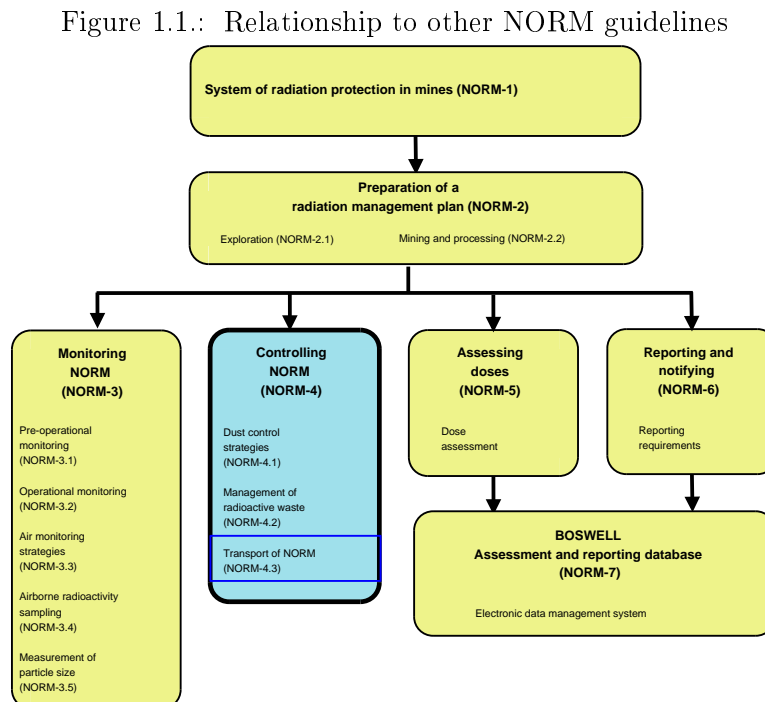 Figure 1.1.: Relationship to other NORM guidelines
System of radiation protection in mines (NORM-1)
Preparation of a
radiation management plan (NORM-2)
Exploration (NORM-2.1)
Mining and processing (NORM-2.2)
Monitoring
NORM
(NORM-3)
Pre-operational
monitoring
(NORM-3.1)
Operational monitoring
(NORM-3.2)
Air monitoring
strategies
(NORM-3.3)
Airborne radioactivity
sampling
(NORM-3.4)
Measurement of
particle size
(NORM-3.5)
Controlling
NORM
(NORM-4)
Dust control
strategies
(NORM-4.1)
Management of
radioactive waste
(NORM-4.2)
Transport of NORM
(NORM-4.3)
Assessing
doses
(NORM-5)
Dose
assessment
Reporting and
notifying
(NORM-6)
Reporting
requirements
BOSWELL
Assessment and reporting database
(NORM-7)
Electronic data management system